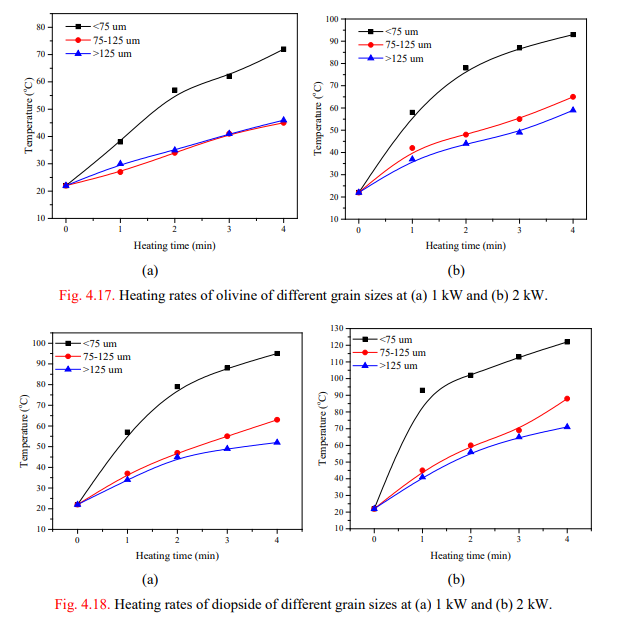 Temperature (°C)
80
70
60
50
40
30
20
10
<75 um
75-125 um
>125 um
0 1 2 3 4
Heating time (min)
(a)
Temperature (°C)
100
90
80
70
60
50
40
30
20
10
<75 um
75-125 um
>125 um
0 1 2 3 4
Heating time (min)
(b)
Fig. 4.17. Heating rates of olivine of different grain sizes at (a) 1 kW and (b) 2 kW.
Temperature (°C)
100
90
80
70
60
50
40
30
20
10
<75 um
75-125 um
>125 um
0 1 2 3 4
Heating time (min)
(a)
Temperature (°C)
130
120
110
100
90
80
70
60
50
40
30
20
10
<75 um
75-125 um
>125 um
0 1 2 3 4
Heating time (min)
(b)
Fig. 4.18. Heating rates of diopside of different grain sizes at (a) 1 kW and (b) 2 kW.